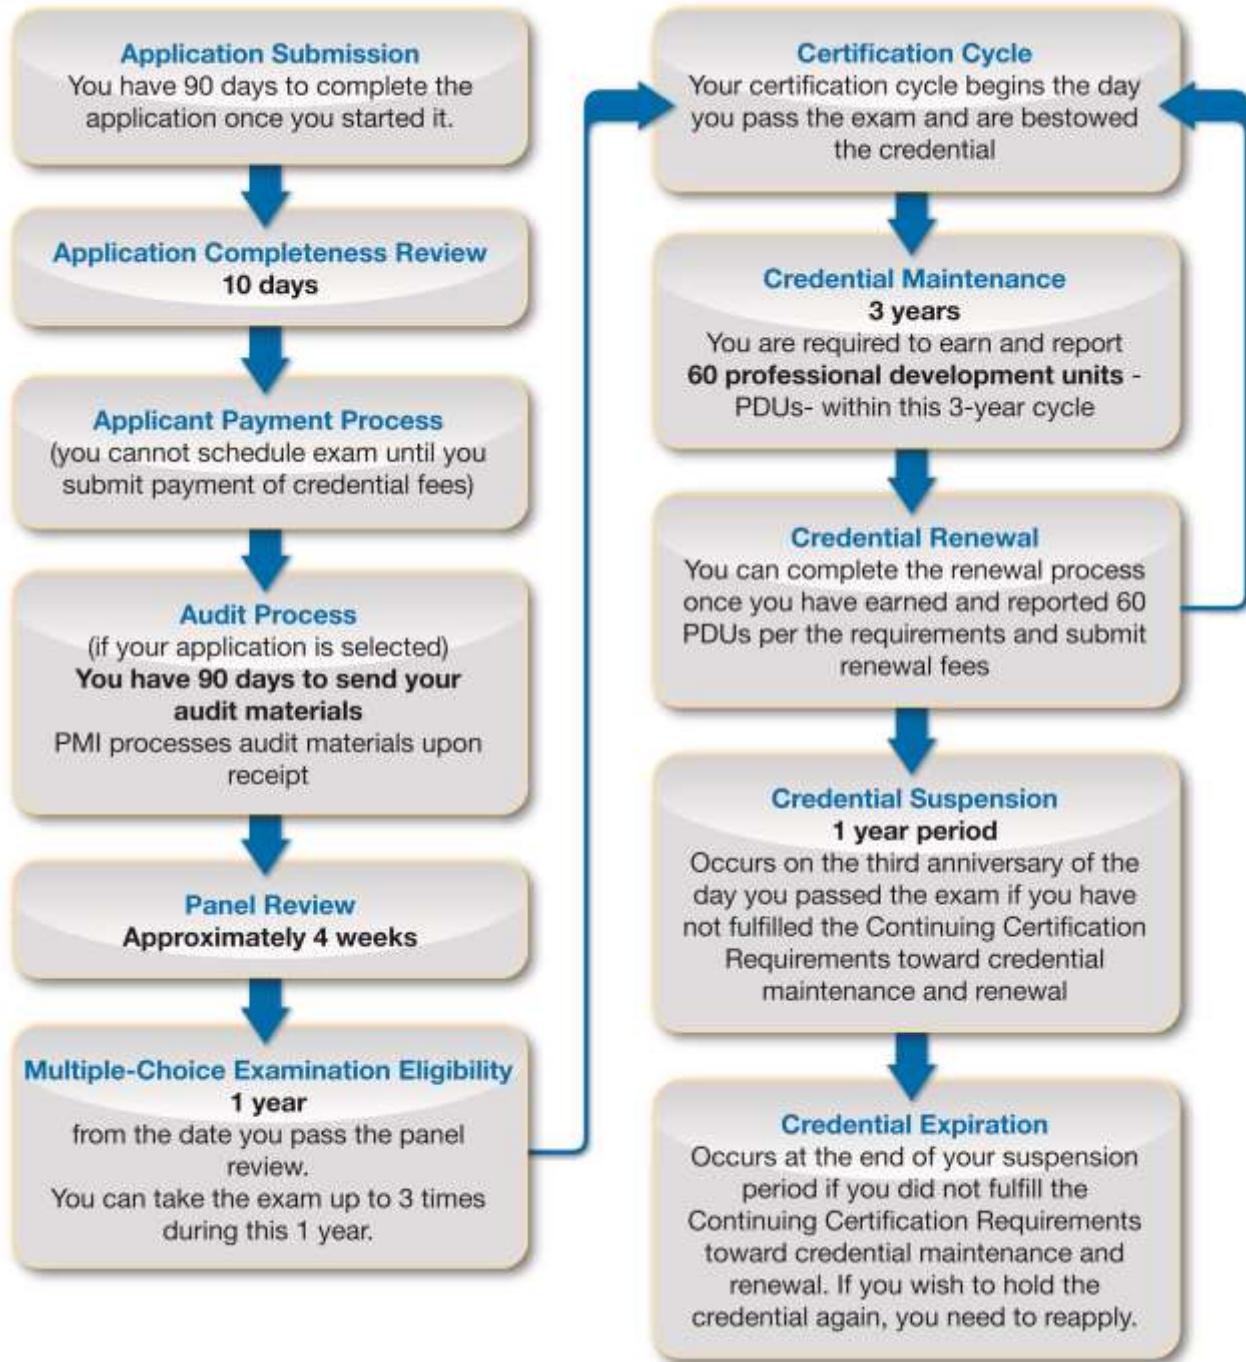 Application Submission
You have 90 days to complete the
application once you started it.
Application Completeness Review
10 days
Applicant Payment Process
(you cannot schedule exam until you
submit payment of credential fees)
Audit Process
(if your application is selected)
You have 90 days to send your
audit materials
PMI processes audit materials upon
receipt
Panel Review
Approximately 4 weeks
Multiple-Choice Examination Eligibility
1 year
from the date you pass the panel
review.
You can take the exam up to 3 times
during this 1 year.
Certification Cycle
Your certification cycle begins the day
you pass the exam and are bestowed
the credential
Credential Maintenance
3 years
You are required to earn and report
60 professional development units -
PDUs- within this 3-year cycle
Credential Renewal
You can complete the renewal process
once you have earned and reported 60
PDUs per the requirements and submit
renewal fees
Credential Suspension
1 year period
Occurs on the third anniversary of the
day you passed the exam if you have
not fulfilled the Continuing Certification
Requirements toward credential
maintenance and renewal
Credential Expiration
Occurs at the end of your suspension
period if you did not fulfill the
Continuing Certification Requirements
toward credential maintenance and
renewal. If you wish to hold the
credential again, you need to reapply.